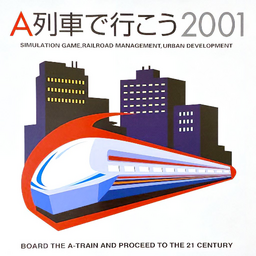 A列車で行こう2001
SIMULATION GAME,RAILROAD MANAGEMENT,URBAN DEVELOPMENT
BOARD THE A-TRAIN AND PROCEED TO THE 21 CENTURY